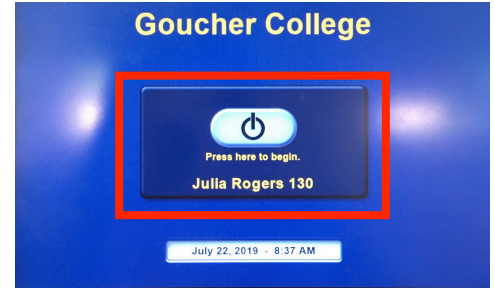 Goucher College
Press here to begin.
Julia Rogers 130
July 22, 2019 - 8:37 AM